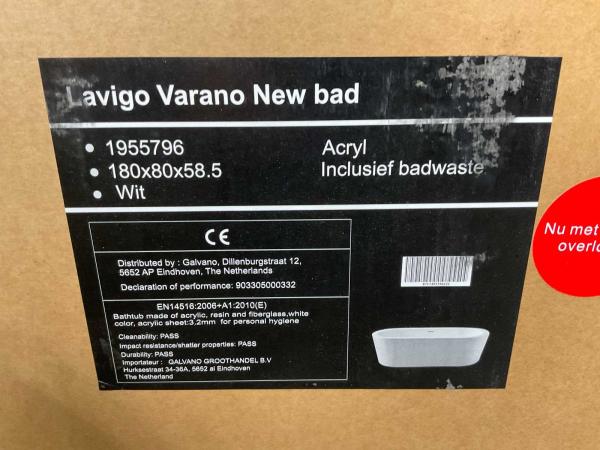 Lavigo Varano New bad
• 1955796 Acryl
• 180x80x58.5 Inclusief badwaste
• Wit
CE
Distributed by : Galvano, Dillenburgstraat 12,
5652 AP Eindhoven, The Netherlands
Declaration of performance: 903305000332
EN14516:2006+A1:2010(E)
Bathtub made of acrylic, resin and fiberglass,white
color, acrylic sheet:3.2mm for personal hygiene
Cleanability: PASS
Impact resistance/shatter properties: PASS
Durability: PASS
Importateur : GALVANO GROOTHANDEL B.V
Hurksestraat 34-36A, 5652 al Eindhoven
The Netherland
Nu met